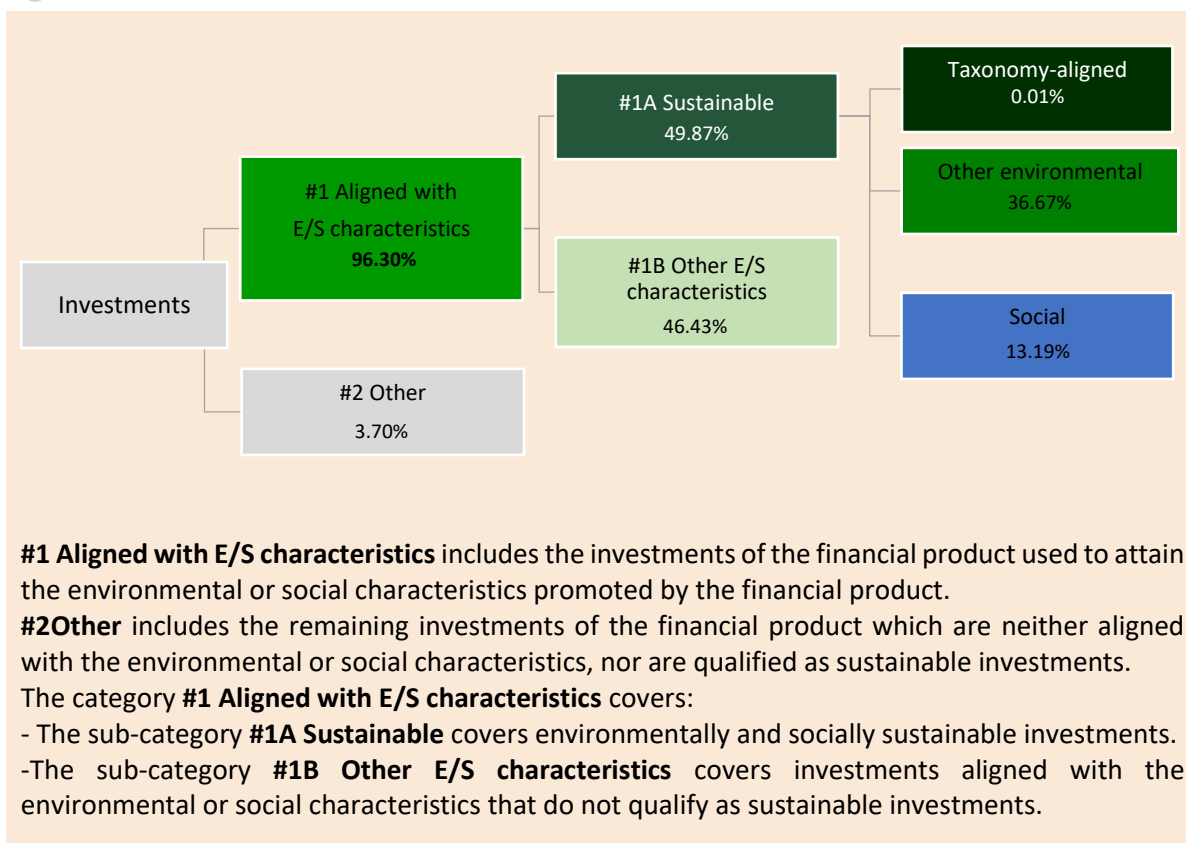 Investments
#1 Aligned with
E/S characteristics
96.30%
#2 Other
3.70%
#1A Sustainable
49.87%
#1B Other E/S
characteristics
46.43%
Taxonomy-aligned
0.01%
Other environmental
36.67%
Social
13.19%
#1 Aligned with E/S characteristics includes the investments of the financial product used to attain
the environmental or social characteristics promoted by the financial product.
#2Other includes the remaining investments of the financial product which are neither aligned
with the environmental or social characteristics, nor are qualified as sustainable investments.
The category #1 Aligned with E/S characteristics covers:
- The sub-category #1A Sustainable covers environmentally and socially sustainable investments.
-The sub-category #1B Other E/S characteristics covers investments aligned with the
environmental or social characteristics that do not qualify as sustainable investments.